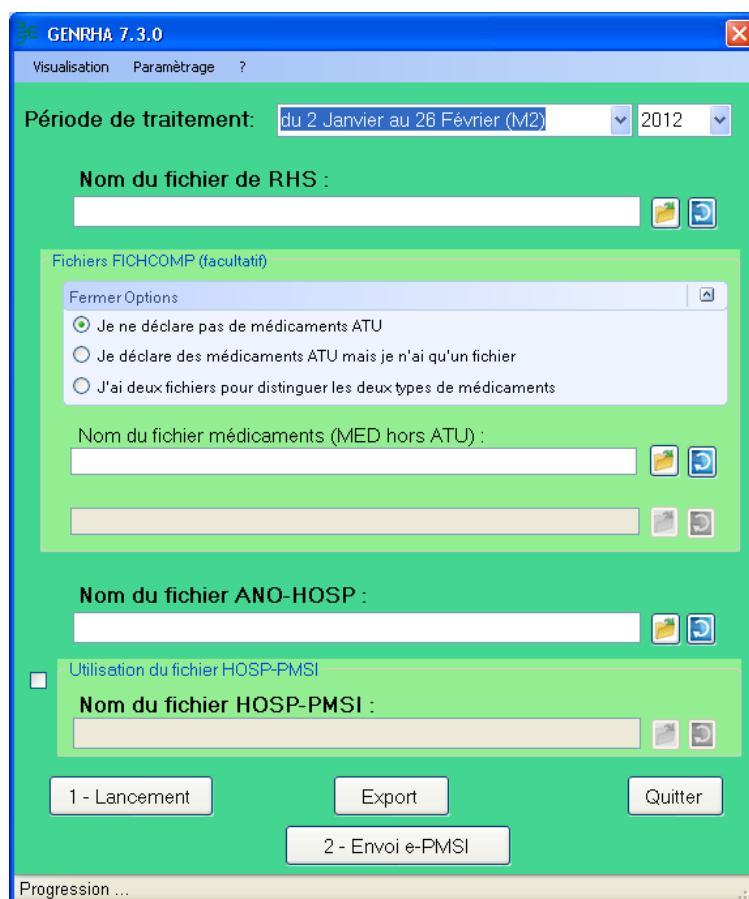 GENRHA 7.3.0
Visualisation Paramètrage ?
Période de traitement: du 2 Janvier au 26 Février (M2) 2012
Nom du fichier de RHS :
Fichiers FICHCOMP (facultatif)
Fermer Options
Je ne déclare pas de médicaments ATU
Je déclare des médicaments ATU mais je n'ai qu'un fichier
J'ai deux fichiers pour distinguer les deux types de médicaments
Nom du fichier médicaments (MED hors ATU) :
Nom du fichier ANO-HOSP :
Utilisation du fichier HOSP-PMSI
Nom du fichier HOSP-PMSI :
1 - Lancement Export Quitter
2 - Envoi e-PMSI
Progression ...